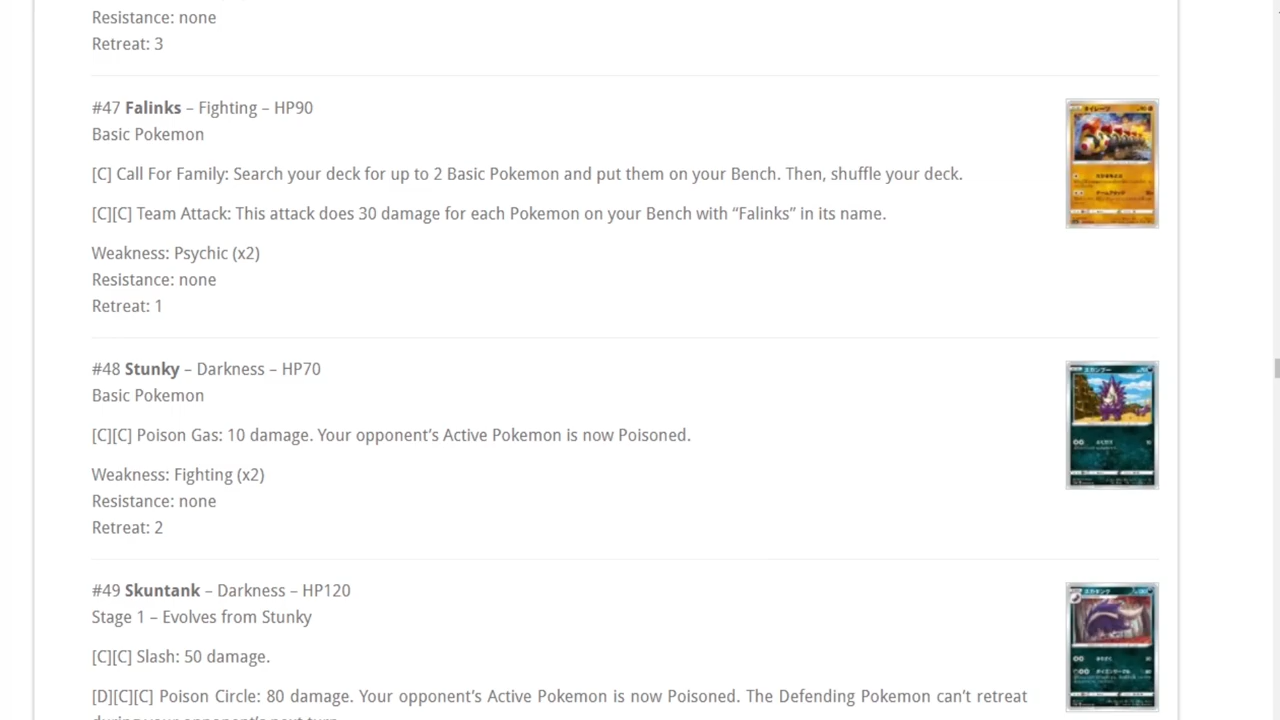 Resistance: none
Retreat: 3
#47 Falinks – Fighting – HP90
Basic Pokemon
[C] Call For Family: Search your deck for up to 2 Basic Pokemon and put them on your Bench. Then, shuffle your deck.
[C][C] Team Attack: This attack does 30 damage for each Pokemon on your Bench with “Falinks” in its name.
Weakness: Psychic (x2)
Resistance: none
Retreat: 1
#48 Stunky – Darkness – HP70
Basic Pokemon
[C][C] Poison Gas: 10 damage. Your opponent’s Active Pokemon is now Poisoned.
Weakness: Fighting (x2)
Resistance: none
Retreat: 2
#49 Skuntank – Darkness – HP120
Stage 1 – Evolves from Stunky
[C][C] Slash: 50 damage.
[D][C][C] Poison Circle: 80 damage. Your opponent’s Active Pokemon is now Poisoned. The Defending Pokemon can’t retreat
during your opponent’s next turn.